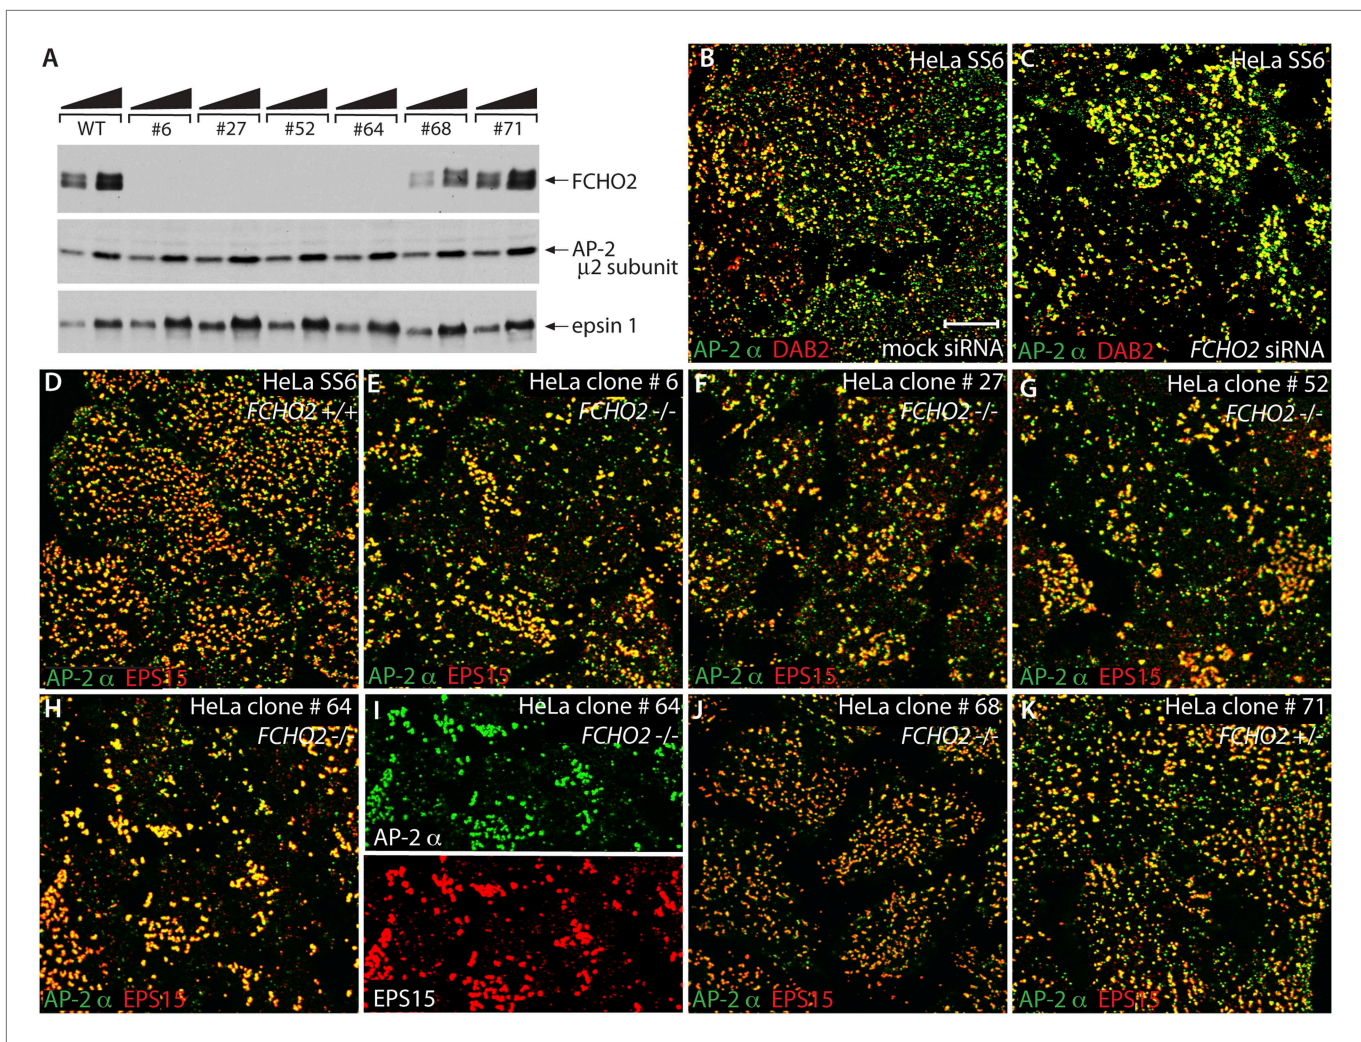 A
WT #6 #27 #52 #64 #68 #71
FCHO2
AP-2
μ2 subunit
epsin 1
B
HeLa SS6
AP-2 α DAB2
mock siRNA
C
HeLa SS6
AP-2 α DAB2
FCHO2 siRNA
D
HeLa SS6
FCHO2 +/+
AP-2 α EPS15
E
HeLa clone # 6
FCHO2 -/-
AP-2 α EPS15
F
HeLa clone # 27
FCHO2 -/-
AP-2 α EPS15
G
HeLa clone # 52
FCHO2 -/-
AP-2 α EPS15
H
HeLa clone # 64
FCHO2 -/-
AP-2 α EPS15
I
HeLa clone # 64
FCHO2 -/-
AP-2 α
EPS15
J
HeLa clone # 68
FCHO2 -/-
AP-2 α EPS15
K
HeLa clone # 71
FCHO2 +/-
AP-2 α EPS15